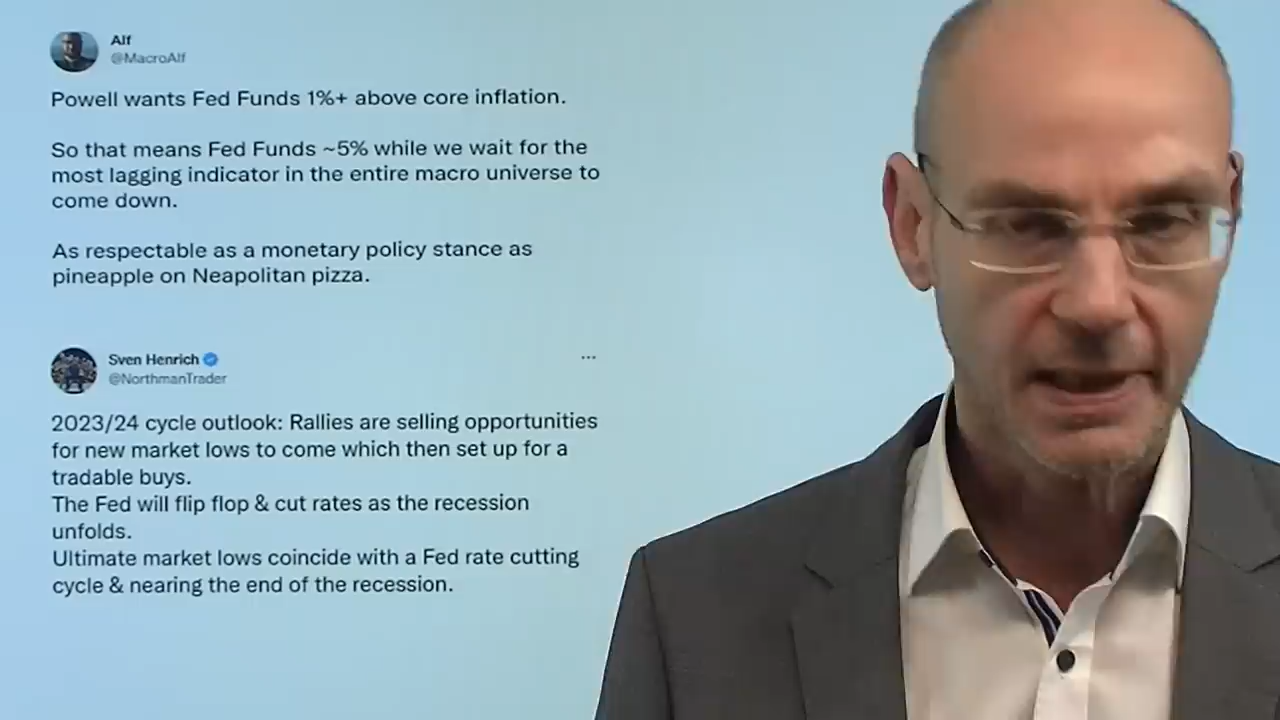 Alf
@MacroAlf
Powell wants Fed Funds 1%+ above core inflation.
So that means Fed Funds ~5% while we wait for the
most lagging indicator in the entire macro universe to
come down.
As respectable as a monetary policy stance as
pineapple on Neapolitan pizza.
Sven Henrich
@NorthmanTrader
2023/24 cycle outlook: Rallies are selling opportunities
for new market lows to come which then set up for a
tradable buys.
The Fed will flip flop & cut rates as the recession
unfolds.
Ultimate market lows coincide with a Fed rate cutting
cycle & nearing the end of the recession.